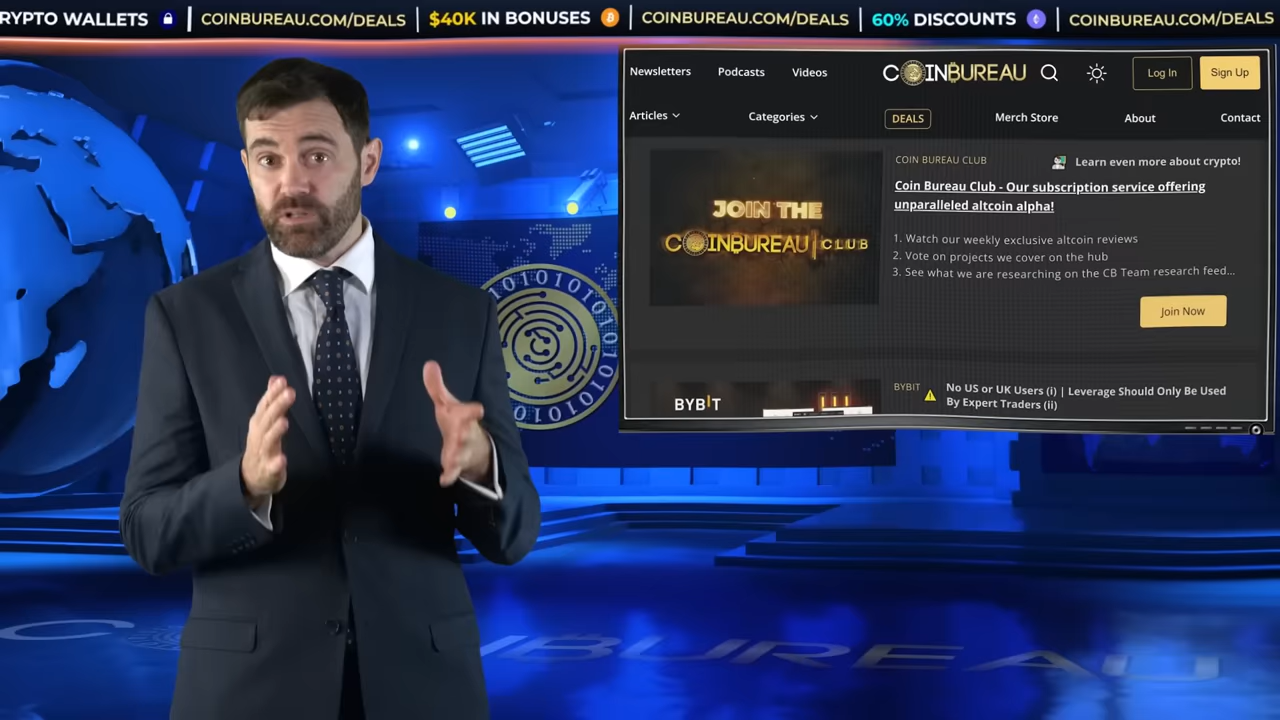 RYPTO WALLETS
COINBUREAU.COM/DEALS
$40K IN BONUSES
COINBUREAU.COM/DEALS
60% DISCOUNTS
COINBUREAU.COM/DEALS
Newsletters
Podcasts
Videos
COINBUREAU
Log In
Sign Up
Articles
Categories
DEALS
Merch Store
About
Contact
JOIN THE
COINBUREAU | CLUB
COIN BUREAU CLUB
Learn even more about crypto!
Coin Bureau Club - Our subscription service offering
unparalleled altcoin alpha!
1. Watch our weekly exclusive altcoin reviews
2. Vote on projects we cover on the hub
3. See what we are researching on the CB Team research feed...
Join Now
BYBIT
BYBIT
No US or UK Users (i) | Leverage Should Only Be Used
By Expert Traders (ii)
1010101010101010
C INBUREAU